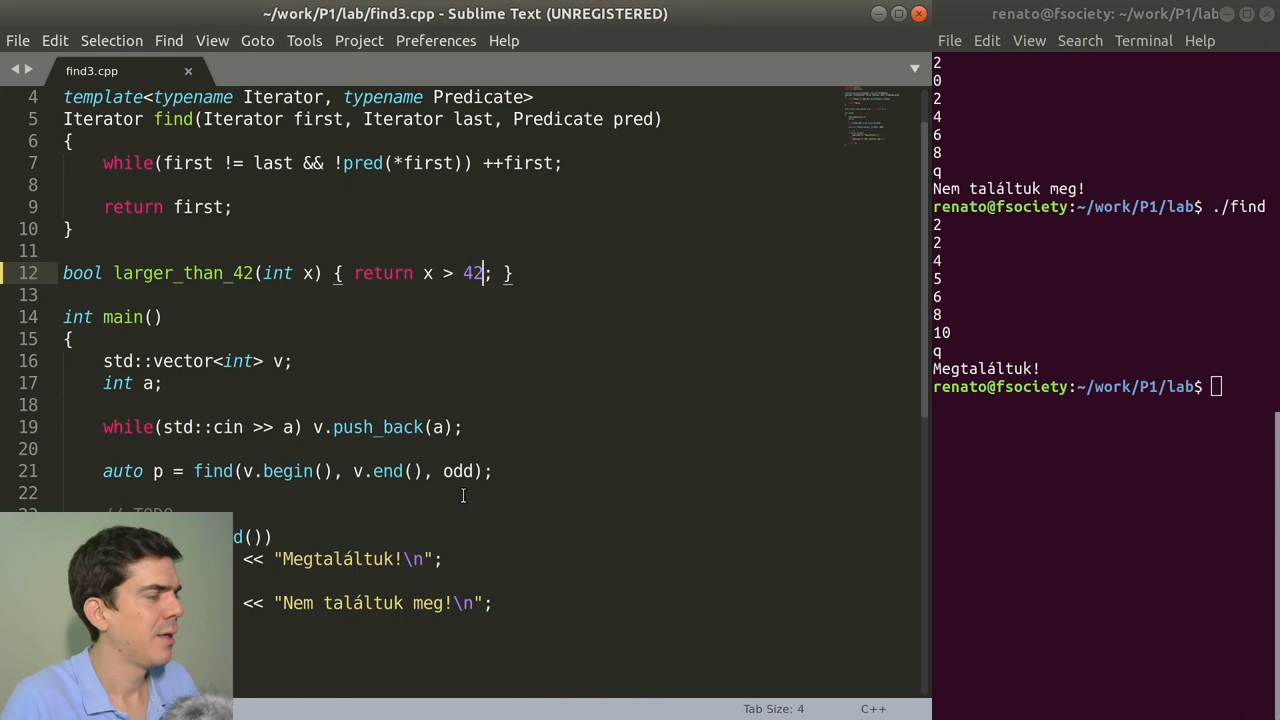 ~/work/P1/lab/find3.cpp - Sublime Text (UNREGISTERED)
File Edit Selection Find View Goto Tools Project Preferences Help
find3.cpp
4 template<typename Iterator, typename Predicate>
5 Iterator find(Iterator first, Iterator last, Predicate pred)
6 {
7 while(first != last && !pred(*first)) ++first;
8
9 return first;
10 }
11
12 bool larger_than_42(int x) { return x > 42; }
13
14 int main()
15 {
16 std::vector<int> v;
17 int a;
18
19 while(std::cin >> a) v.push_back(a);
20
21 auto p = find(v.begin(), v.end(), odd);
22
// TODO
d())
<< "Megtaláltuk!\n";
<< "Nem találtuk meg!\n";
Tab Size: 4 C++
renato@fsociety: ~/work/P1/lab
File Edit View Search Terminal Help
2
0
2
4
6
8
q
Nem találtuk meg!
renato@fsociety:~/work/P1/lab$ ./find
2
2
4
5
6
8
10
q
Megtaláltuk!
renato@fsociety:~/work/P1/lab$